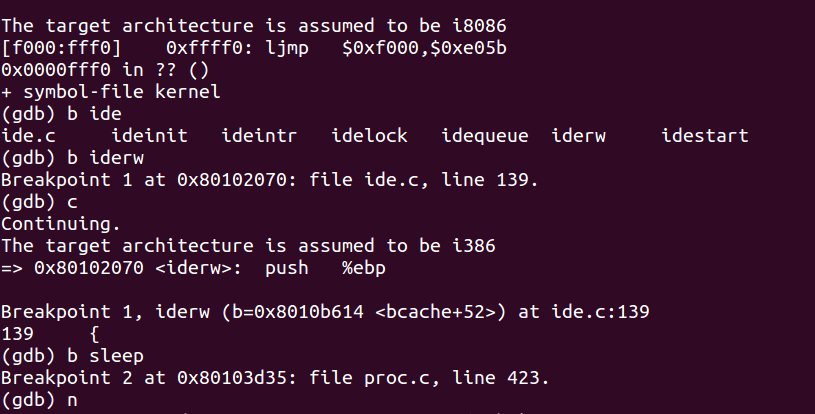 The target architecture is assumed to be i8086
[f000:fff0]    0xffff0: ljmp   $0xf000,$0xe05b
0x0000fff0 in ?? ()
+ symbol-file kernel
(gdb) b ide
ide.c     ideinit   ideintr   idelock   idequeue  iderw     idestart
(gdb) b iderw
Breakpoint 1 at 0x80102070: file ide.c, line 139.
(gdb) c
Continuing.
The target architecture is assumed to be i386
=> 0x80102070 <iderw>:  push   %ebp
Breakpoint 1, iderw (b=0x8010b614 <bcache+52>) at ide.c:139
139     {
(gdb) b sleep
Breakpoint 2 at 0x80103d35: file proc.c, line 423.
(gdb) n